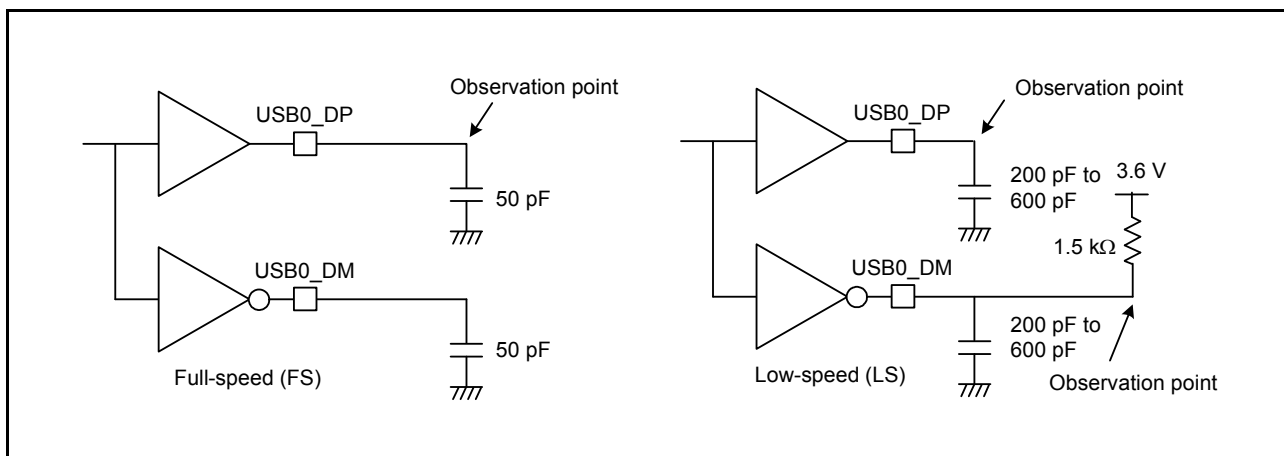 Observation point
USB0_DP
50 pF
USB0_DM
50 pF
Full-speed (FS)
Observation point
USB0_DP
200 pF to
600 pF
3.6 V
1.5 kΩ
USB0_DM
200 pF to
600 pF
Observation point
Low-speed (LS)